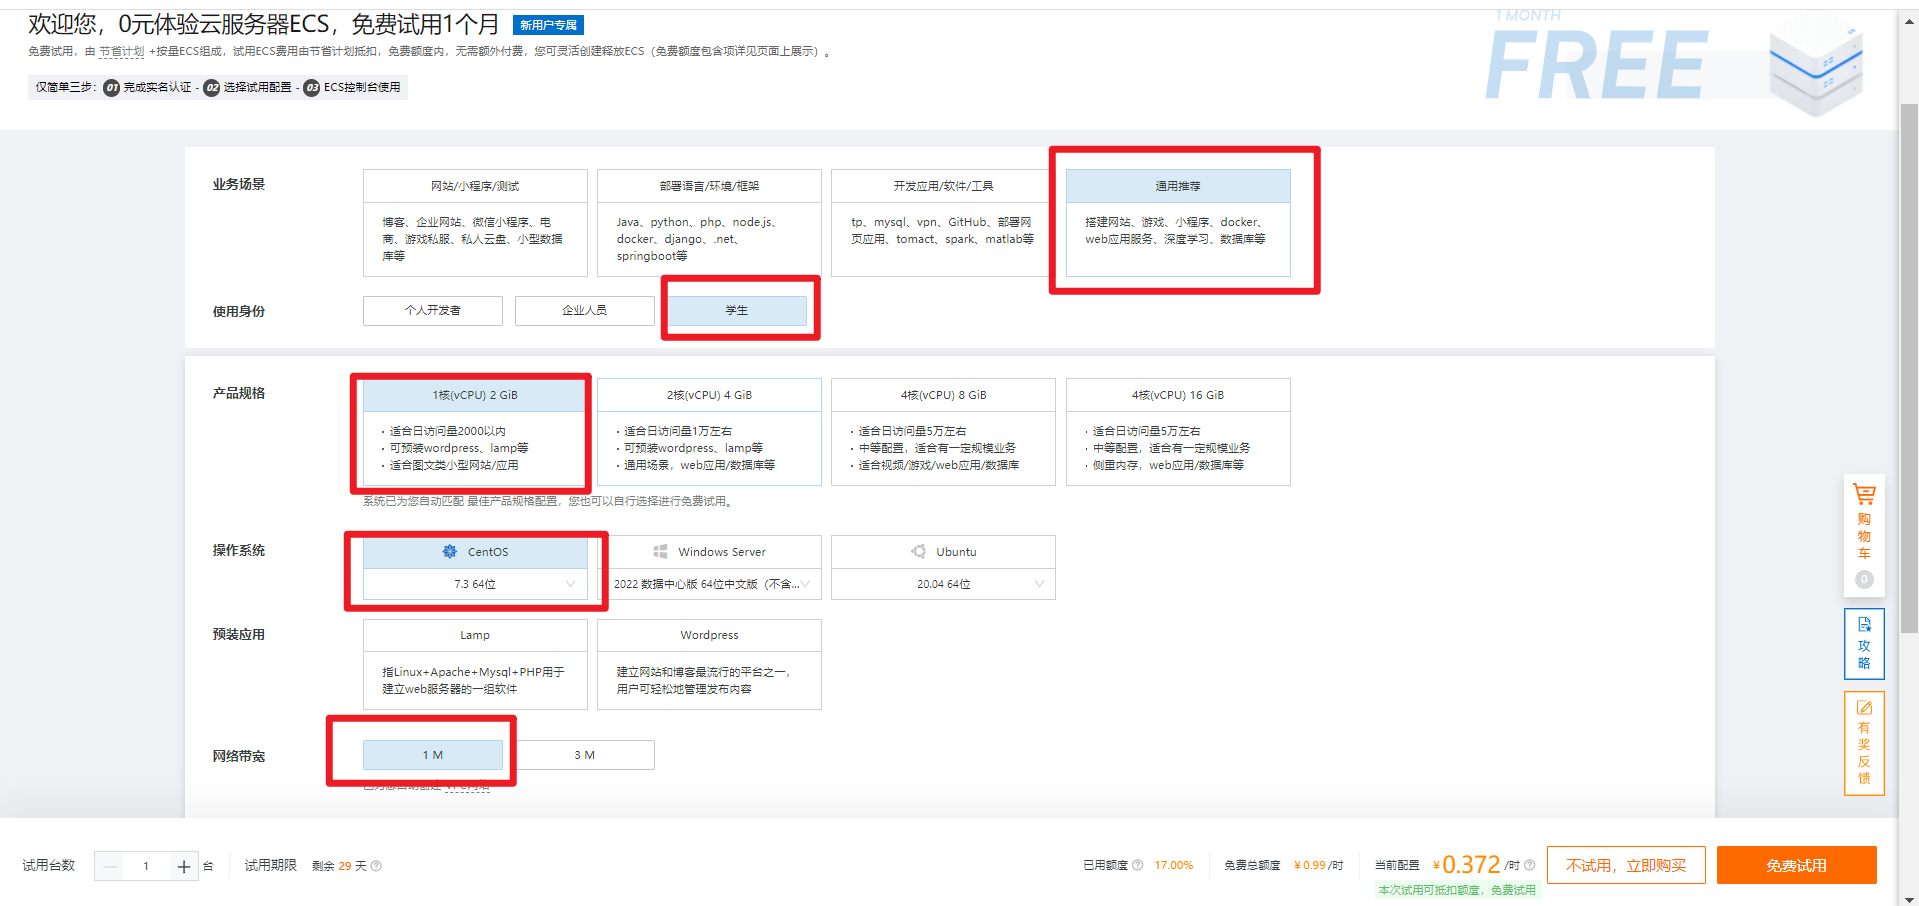 欢迎您，0元体验云服务器ECS，免费试用1个月 新用户专属
免费试用，由 节省计划 +按量ECS组成，试用ECS费用由节省计划抵扣，免费额度内，无需额外付费，您可灵活创建释放ECS（免费额度包含项详见页面上展示）。
仅简单三步：01 完成实名认证 - 02 选择试用配置 - 03 ECS控制台使用
1 MONTH
FREE
业务场景
网站/小程序/测试
博客、企业网站、微信小程序、电
商、游戏私服、私人云盘、小型数据
库等
部署语言/环境/框架
Java、python、php、node.js、
docker、django、.net、
springboot等
开发应用/软件/工具
tp、mysql、vpn、GitHub、部署网
页应用、tomact、spark、matlab等
通用推荐
搭建网站、游戏、小程序、docker、
web应用服务、深度学习、数据库等
使用身份
个人开发者
企业人员
学生
产品规格
1核(vCPU) 2 GiB
· 适合日访问量2000以内
· 可预装wordpress、lamp等
· 适合图文类小型网站/应用
2核(vCPU) 4 GiB
· 适合日访问量1万左右
· 可预装wordpress、lamp等
· 通用场景，web应用/数据库等
4核(vCPU) 8 GiB
· 适合日访问量5万左右
· 中等配置，适合有一定规模业务
· 适合视频/游戏/web应用/数据库
4核(vCPU) 16 GiB
· 适合日访问量5万左右
· 中等配置，适合有一定规模业务
· 侧重内存，web应用/数据库等
系统已为您自动匹配 最佳产品规格配置，您也可以自行选择进行免费试用。
操作系统
CentOS
7.3 64位
Windows Server
2022 数据中心版 64位中文版（不含...
Ubuntu
20.04 64位
预装应用
Lamp
指Linux+Apache+Mysql+PHP用于
建立web服务器的一组软件
Wordpress
建立网站和博客最流行的平台之一，
用户可轻松地管理发布内容
网络带宽
1 M
3 M
购物车
0
攻略
有奖反馈
试用台数 1 台 试用期限 剩余 29 天
已用额度 17.00% 免费总额度 ¥ 0.99/时 当前配置 ¥0.372 /时
本次试用可抵扣额度，免费试用
不试用，立即购买
免费试用